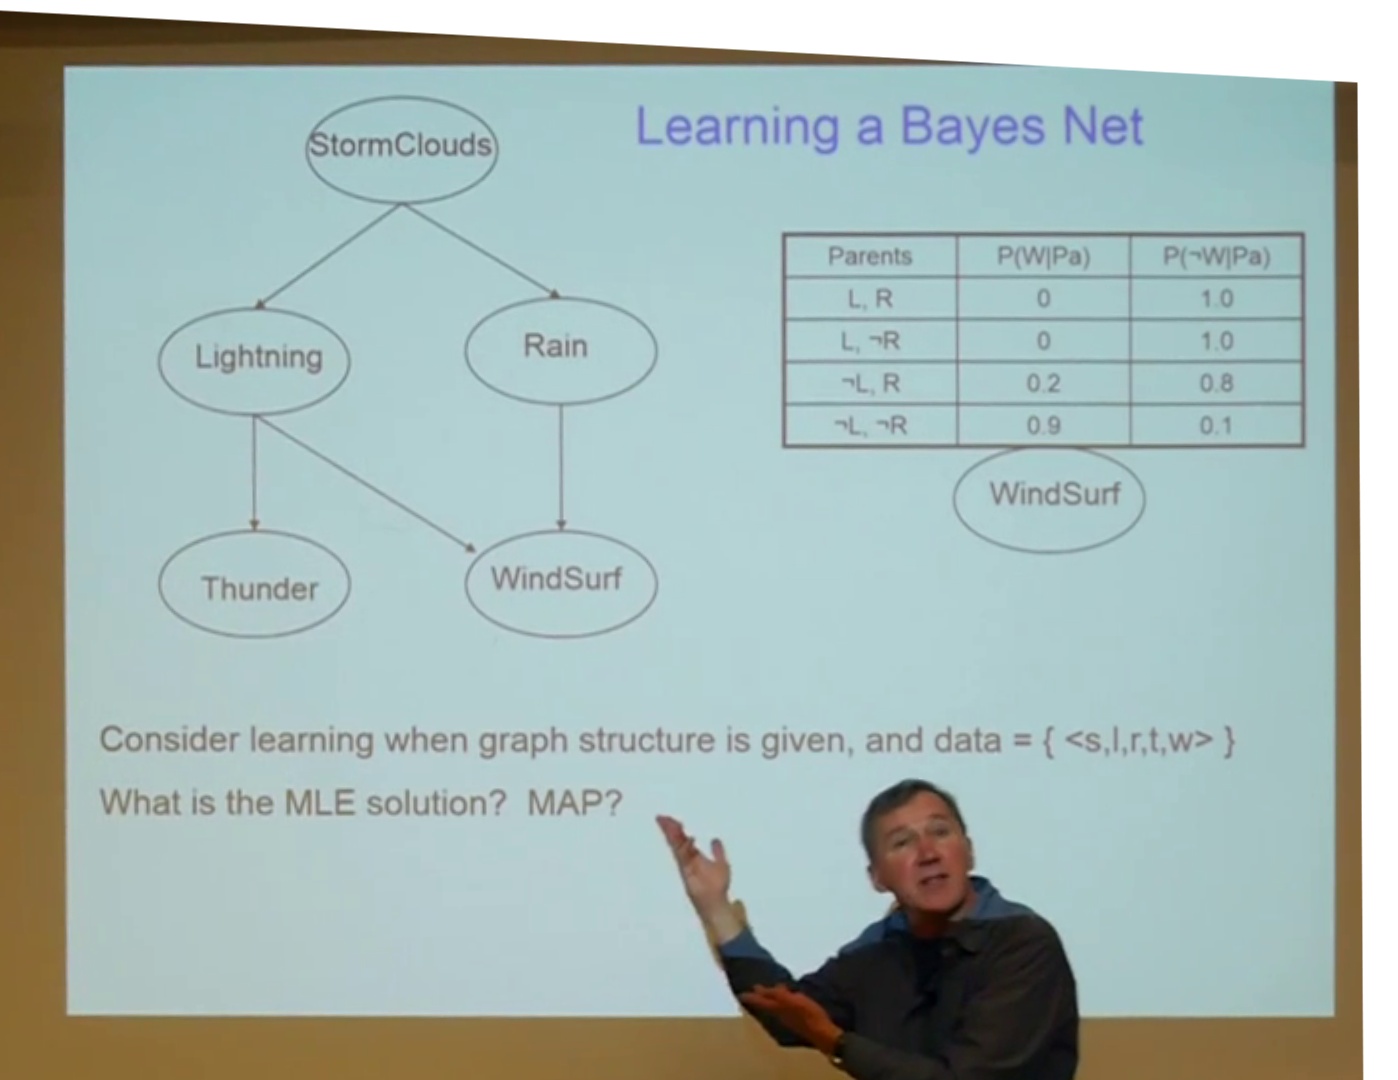 Learning a Bayes Net
StormClouds
Lightning
Rain
Thunder
WindSurf
Parents P(W|Pa) P(¬W|Pa)
L, R 0 1.0
L, ¬R 0 1.0
¬L, R 0.2 0.8
¬L, ¬R 0.9 0.1
WindSurf
Consider learning when graph structure is given, and data = { <s,l,r,t,w> }
What is the MLE solution? MAP?